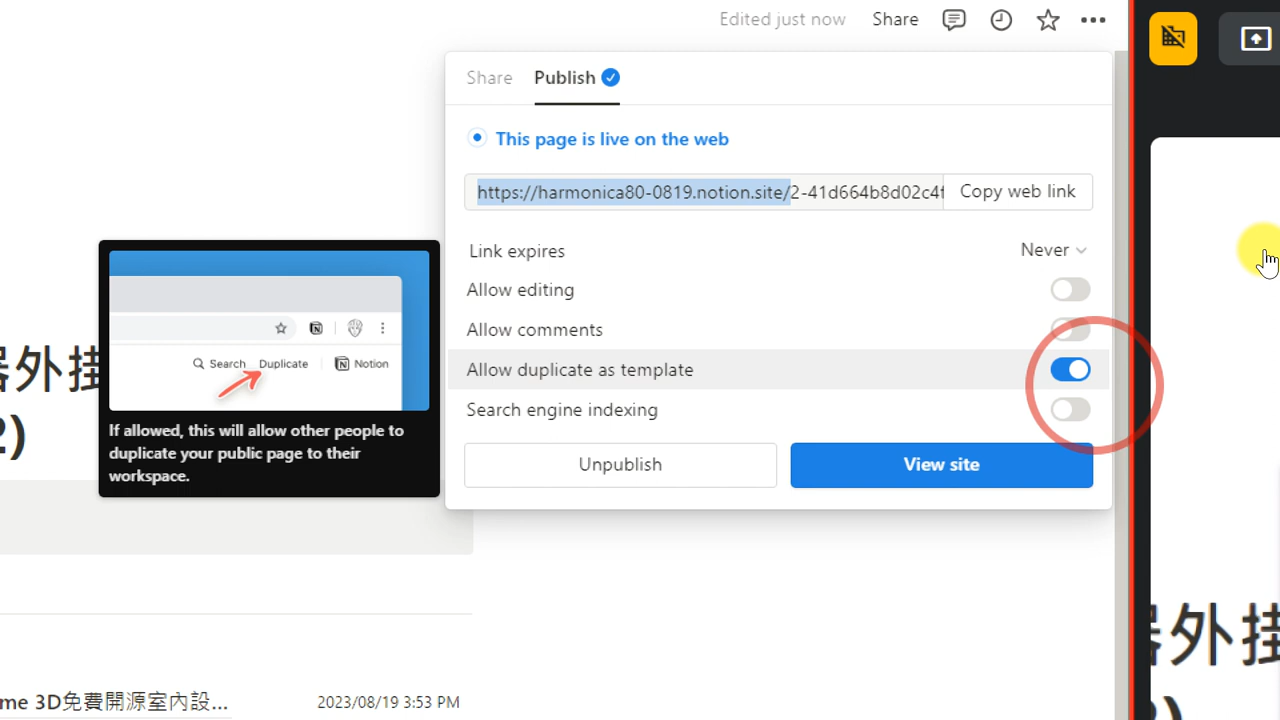 Edited just now Share
Share Publish
This page is live on the web
https://harmonica80-0819.notion.site/2-41d664b8d02c4f Copy web link
Link expires Never
Allow editing
Allow comments
Allow duplicate as template
Search engine indexing
Unpublish View site
Search Duplicate Notion
If allowed, this will allow other people to
duplicate your public page to their
workspace.
器外掛
2)
me 3D免費開源室內設... 2023/08/19 3:53 PM
器外掛
2)